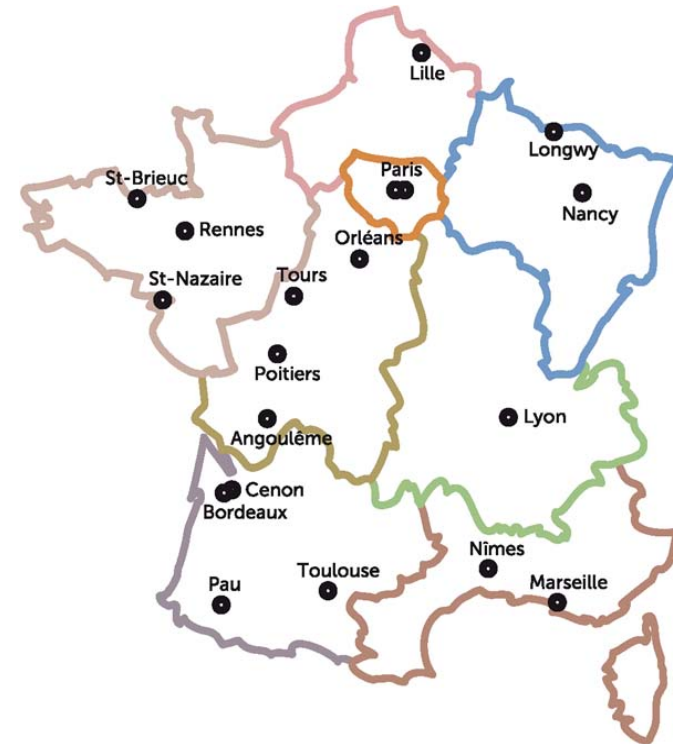 Lille
Longwy
Paris
St-Brieuc
Nancy
Rennes
Orléans
St-Nazaire
Tours
Poitiers
Lyon
Angoulême
Cenon
Bordeaux
Nîmes
Toulouse
Marseille
Pau